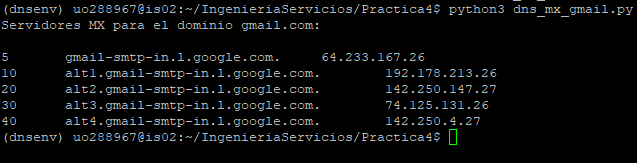 (dnsenv) uo288967@is02:~/IngenieriaServicios/Practica4$ python3 dns_mx_gmail.py
Servidores MX para el dominio gmail.com:
5 gmail-smtp-in.l.google.com. 64.233.167.26
10 alt1.gmail-smtp-in.l.google.com. 192.178.213.26
20 alt2.gmail-smtp-in.l.google.com. 142.250.147.27
30 alt3.gmail-smtp-in.l.google.com. 74.125.131.26
40 alt4.gmail-smtp-in.l.google.com. 142.250.4.27
(dnsenv) uo288967@is02:~/IngenieriaServicios/Practica4$